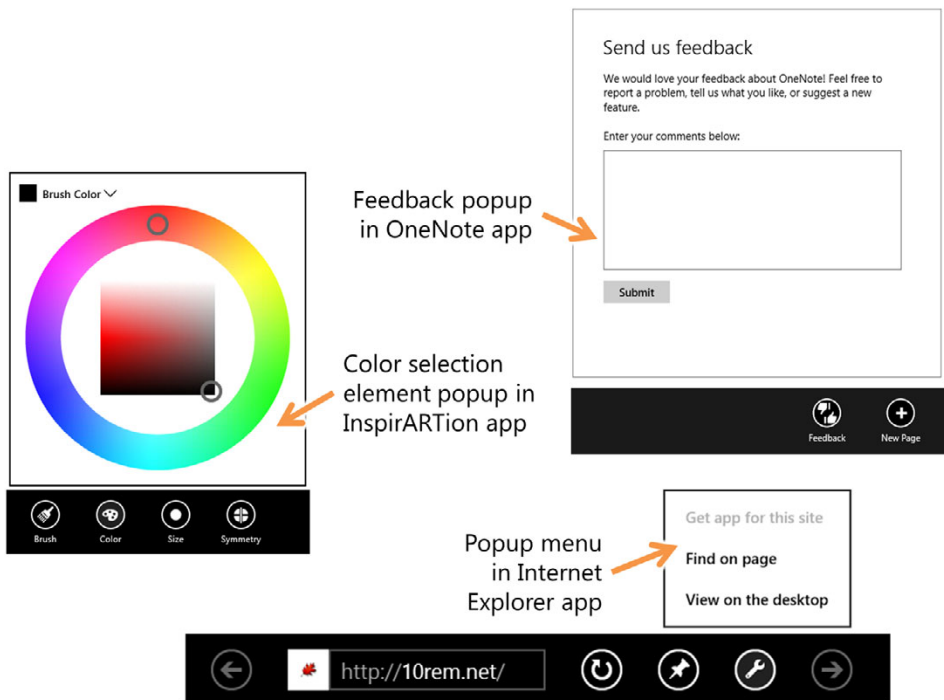 Send us feedback
We would love your feedback about OneNote! Feel free to
report a problem, tell us what you like, or suggest a new
feature.
Enter your comments below:
Submit
Feedback
New Page
Feedback popup
in OneNote app
Brush Color
Brush
Color
Size
Symmetry
Color selection
element popup in
InspirARTion app
Get app for this site
Find on page
View on the desktop
Popup menu
in Internet
Explorer app
http://10rem.net/